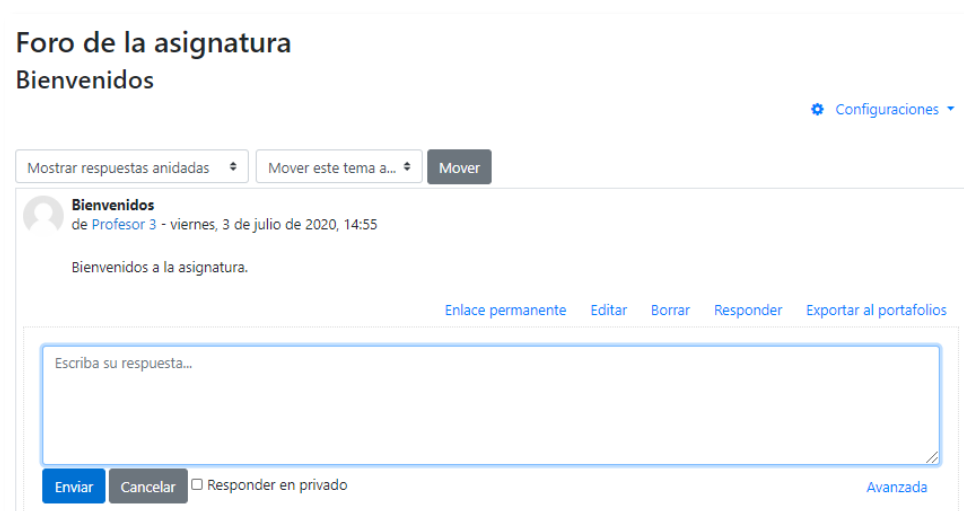 Foro de la asignatura
Bienvenidos
Configuraciones
Mostrar respuestas anidadas
Mover este tema a...
Mover
Bienvenidos
de Profesor 3 - viernes, 3 de julio de 2020, 14:55
Bienvenidos a la asignatura.
Enlace permanente Editar Borrar Responder Exportar al portafolios
Escriba su respuesta...
Enviar Cancelar Responder en privado Avanzada